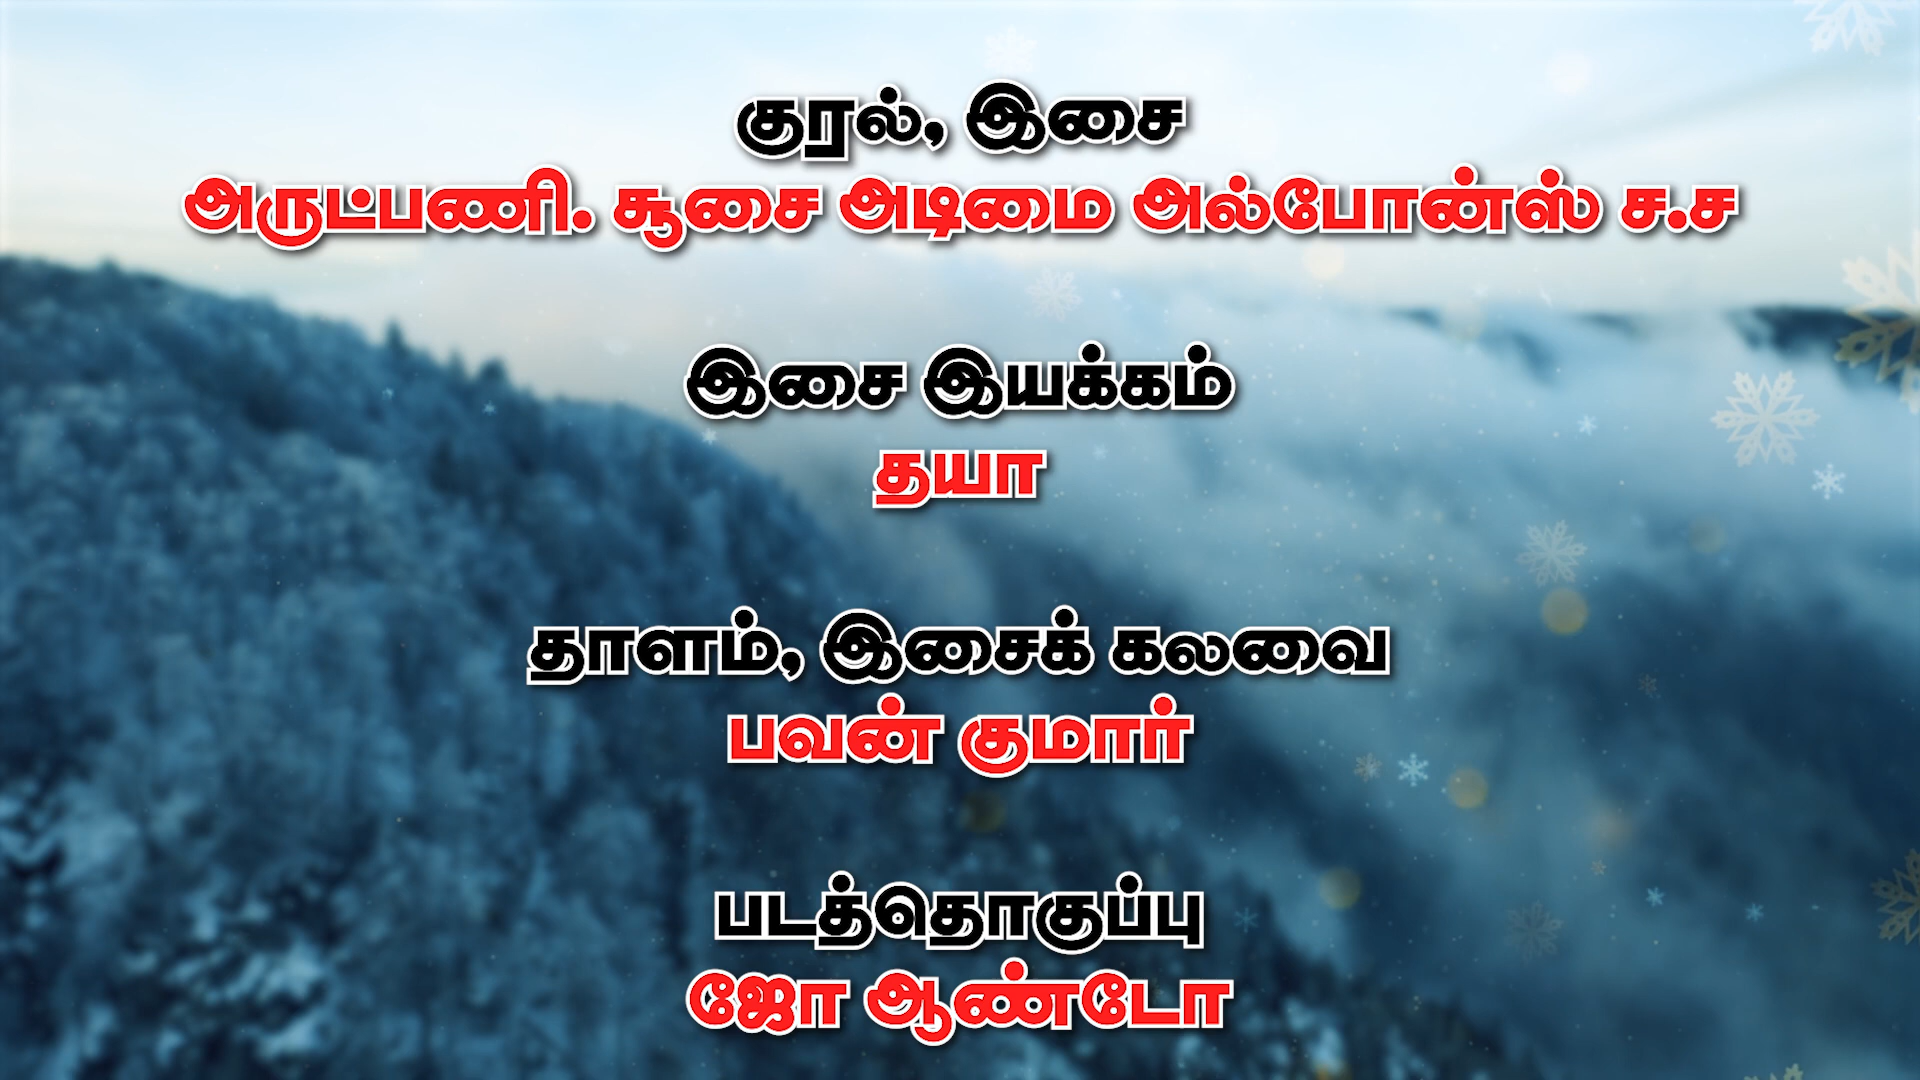 குரல், இசை
அருட்பணி. சூசை அடிமை அல்போன்ஸ் ச.ச
இசை இயக்கம்
தயா
தாளம், இசைக் கலவை
பவன் குமார்
படத்தொகுப்பு
ஜோ ஆண்டோ